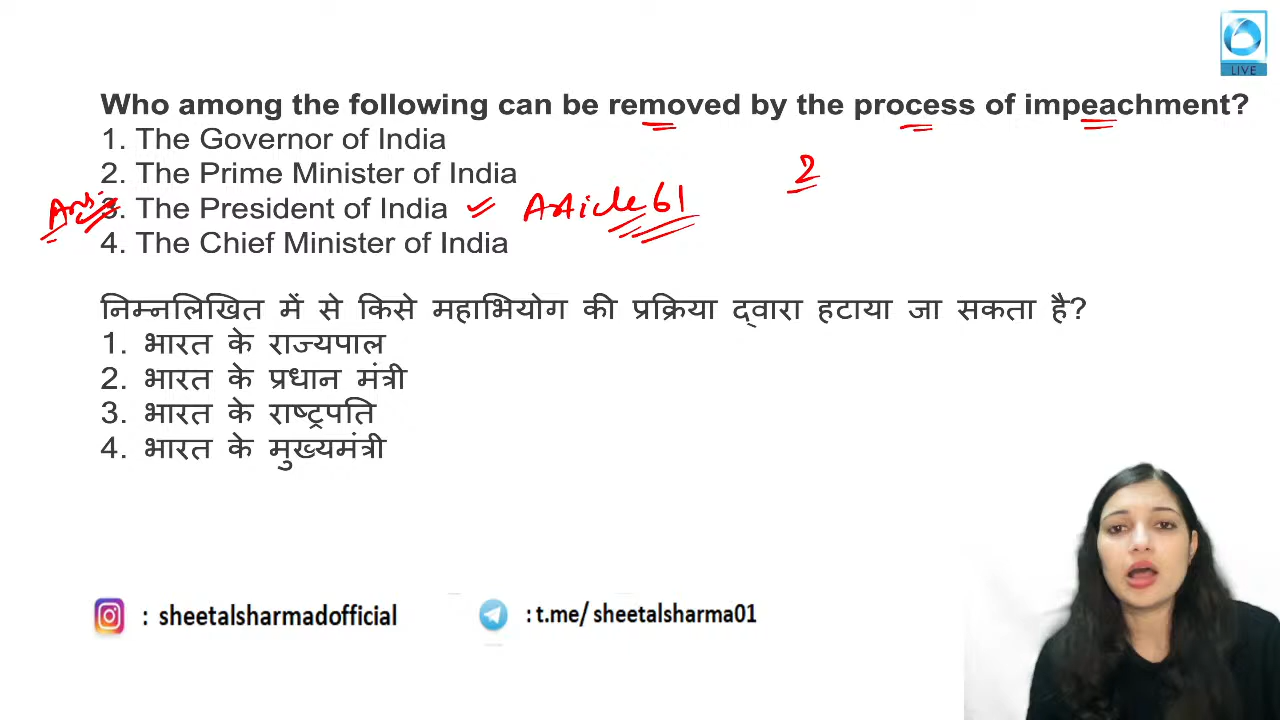 LIVE
Who among the following can be removed by the process of impeachment?
1. The Governor of India
2. The Prime Minister of India
2
Ans. 3. The President of India Article 61
4. The Chief Minister of India
निम्नलिखित में से किसे महाभियोग की प्रक्रिया द्वारा हटाया जा सकता है?
1. भारत के राज्यपाल
2. भारत के प्रधान मंत्री
3. भारत के राष्ट्रपति
4. भारत के मुख्यमंत्री
: sheetalsharmadofficial : t.me/ sheetalsharma01